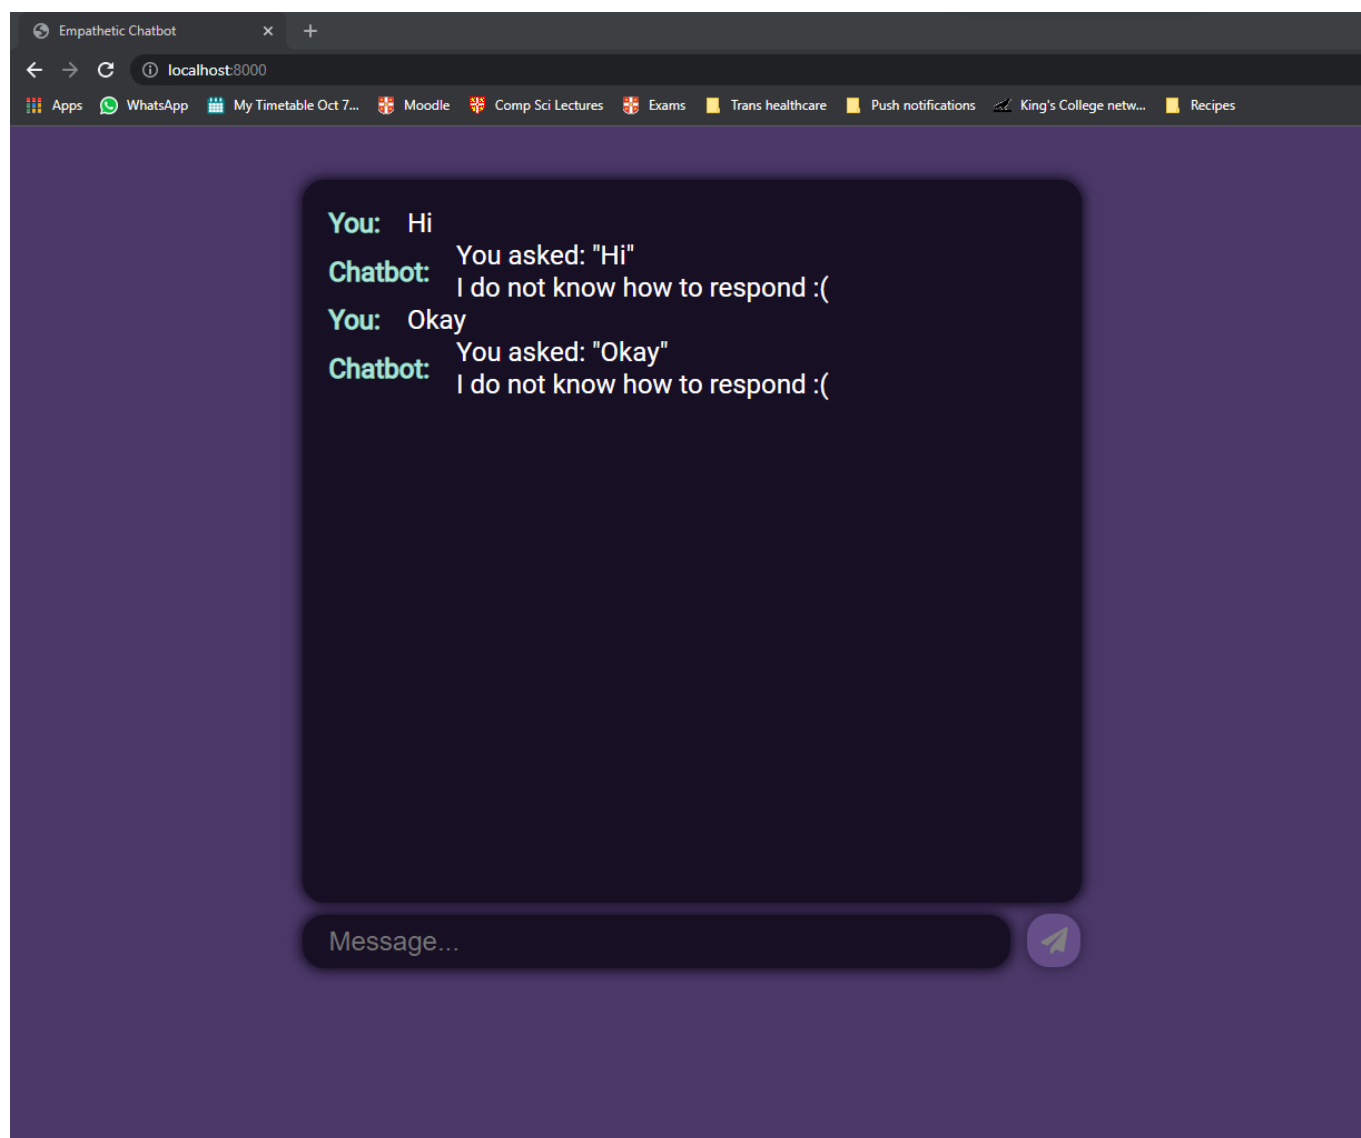 Empathetic Chatbot
localhost:8000
Apps WhatsApp My Timetable Oct 7... Moodle Comp Sci Lectures Exams Trans healthcare Push notifications King's College netw... Recipes
You: Hi
Chatbot: You asked: "Hi"
I do not know how to respond :(
You: Okay
Chatbot: You asked: "Okay"
I do not know how to respond :(
Message...